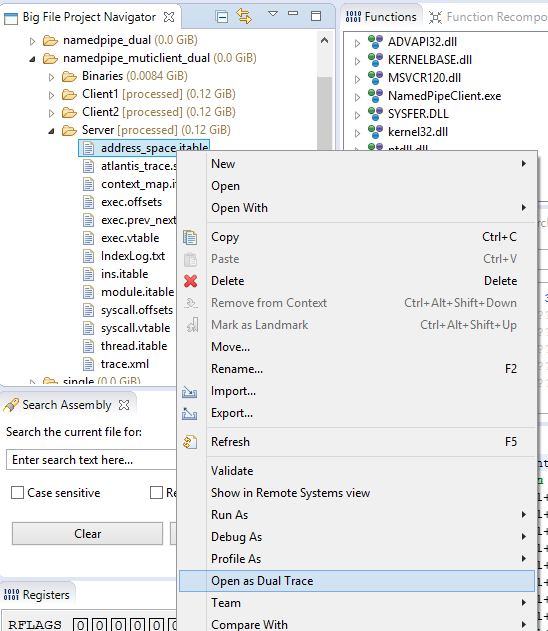 Big File Project Navigator
namedpipe_dual (0.0 GiB)
namedpipe_muticlient_dual (0.0 GiB)
Binaries (0.0084 GiB)
Client1 [processed] (0.12 GiB)
Client2 [processed] (0.12 GiB)
Server [processed] (0.12 GiB)
address_space.itable
atlantis_trace.s
context_map.i
exec.offsets
exec.prev_next
exec.vtable
IndexLog.txt
ins.itable
module.itable
syscall.offsets
syscall.vtable
thread.itable
trace.xml
single (0.0 GiB)
Search Assembly
Search the current file for:
Enter search text here...
Case sensitive
Re
Clear
Registers
RFLAGS 0 0 0 0 0 0
Functions
Function Recompo
ADVAPI32.dll
KERNELBASE.dll
MSVCR120.dll
NamedPipeClient.exe
SYSFER.DLL
kernel32.dll
ntdll.dll
New
Open
Open With
Copy Ctrl+C
Paste Ctrl+V
Delete Delete
Remove from Context Ctrl+Alt+Shift+Down
Mark as Landmark Ctrl+Alt+Shift+Up
Move...
Rename... F2
Import...
Export...
Refresh F5
Validate
Show in Remote Systems view
Run As
Debug As
Profile As
Open as Dual Trace
Team
Compare With